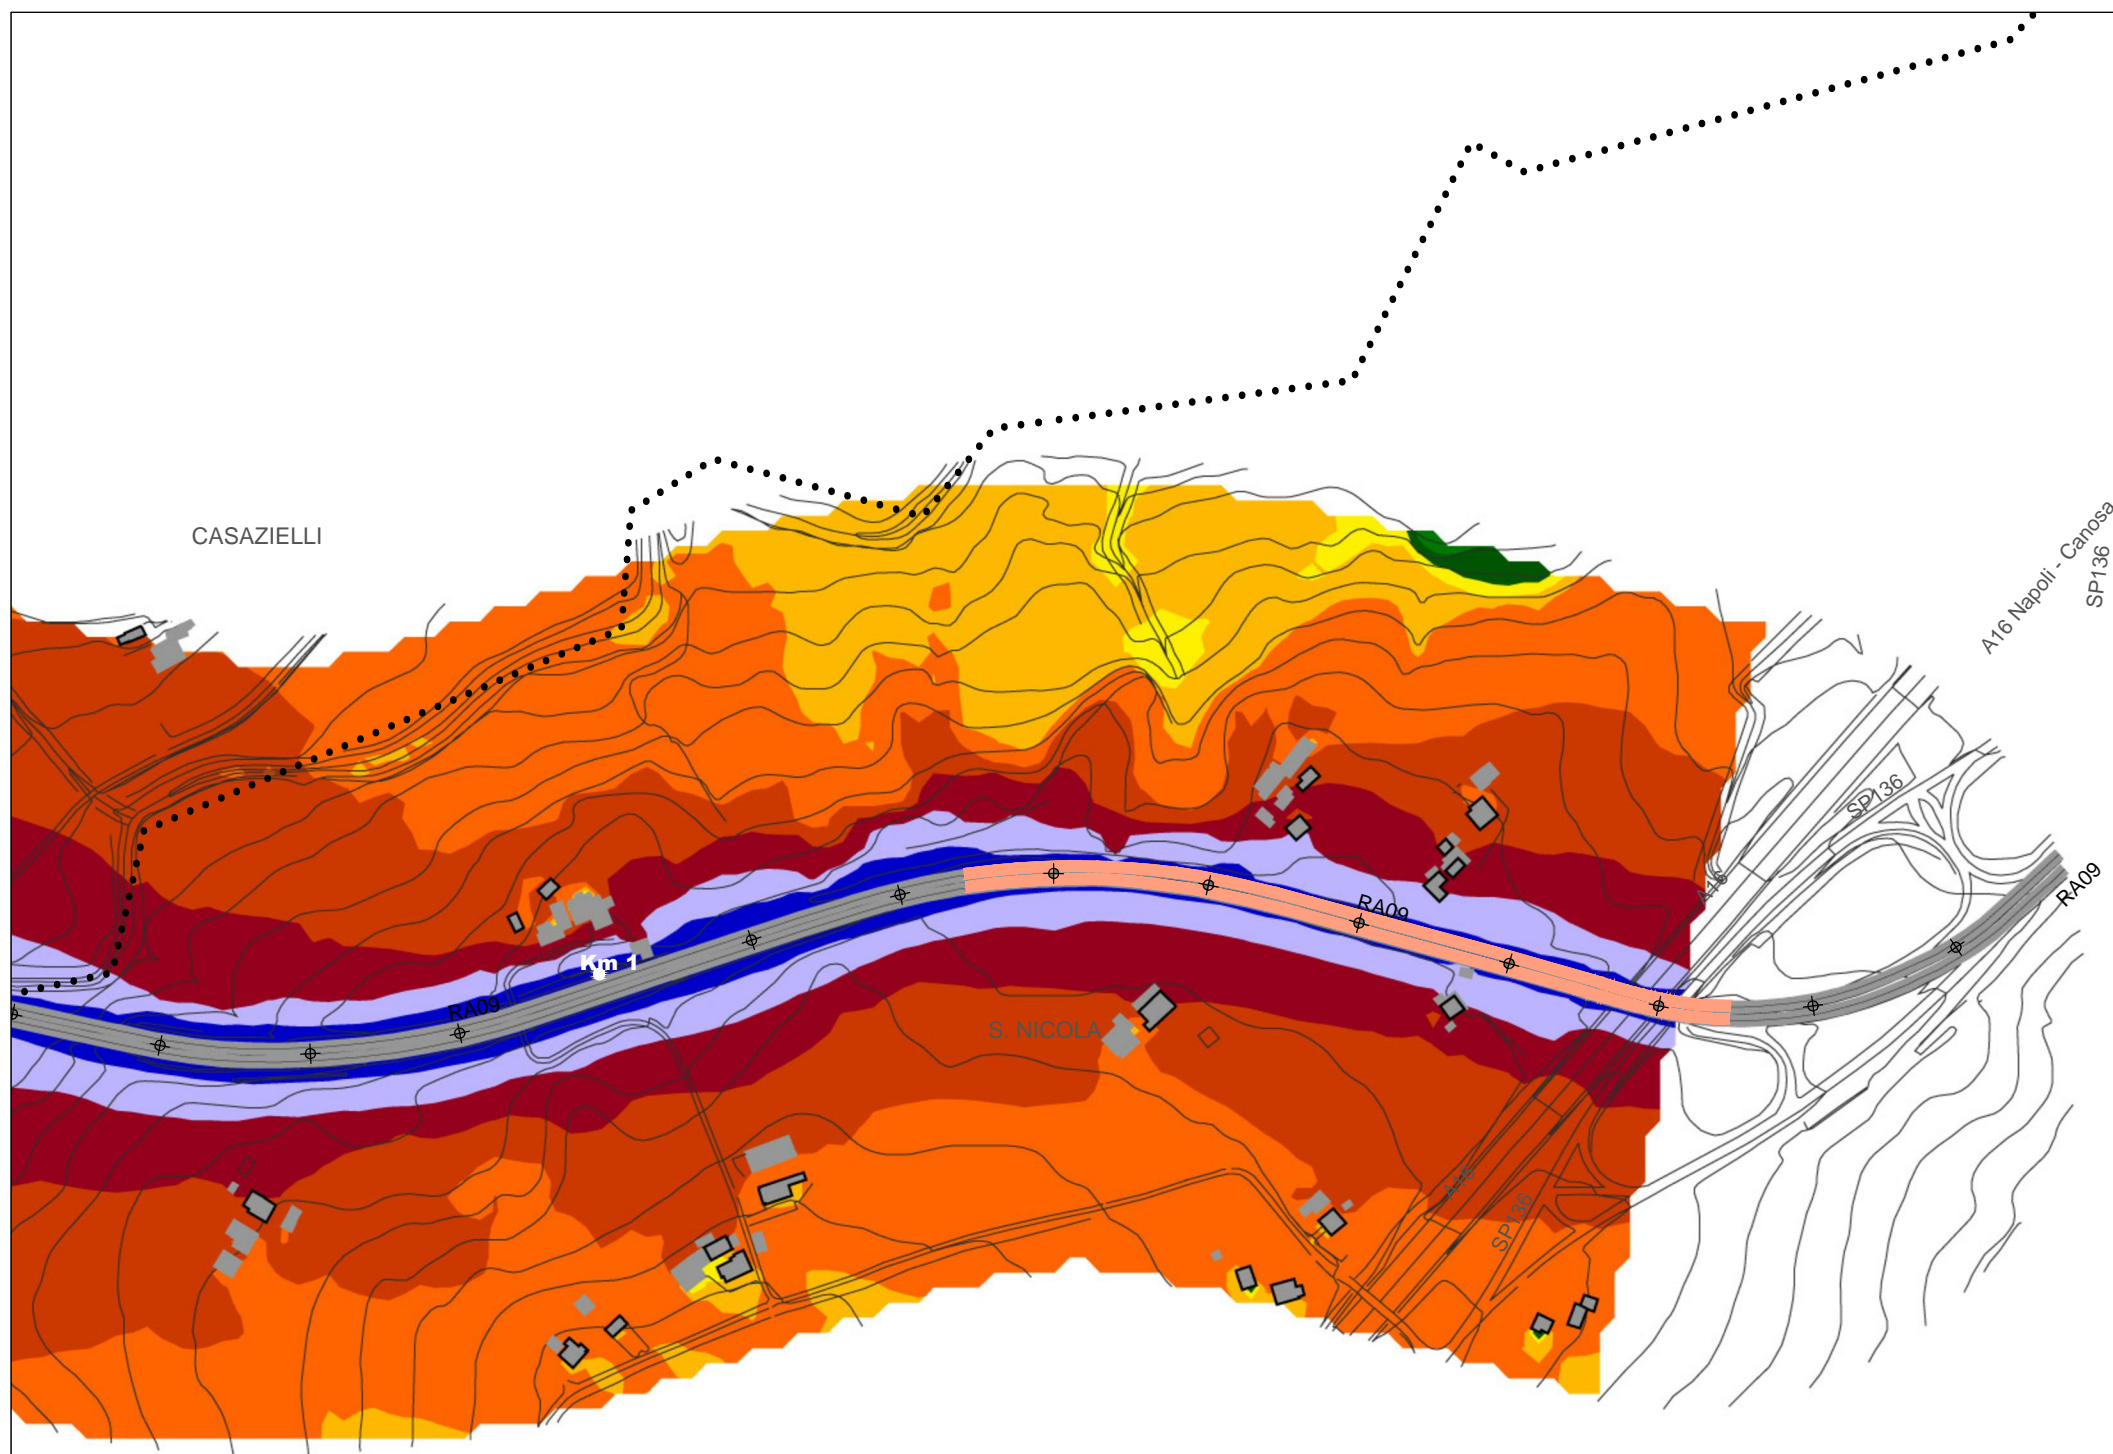 CASAZIELLI
A16 Napoli - Canosa
SP136
SP136
A16
RA09
RA09
Km 1
RA09
S. NICOLA
A16
SP136